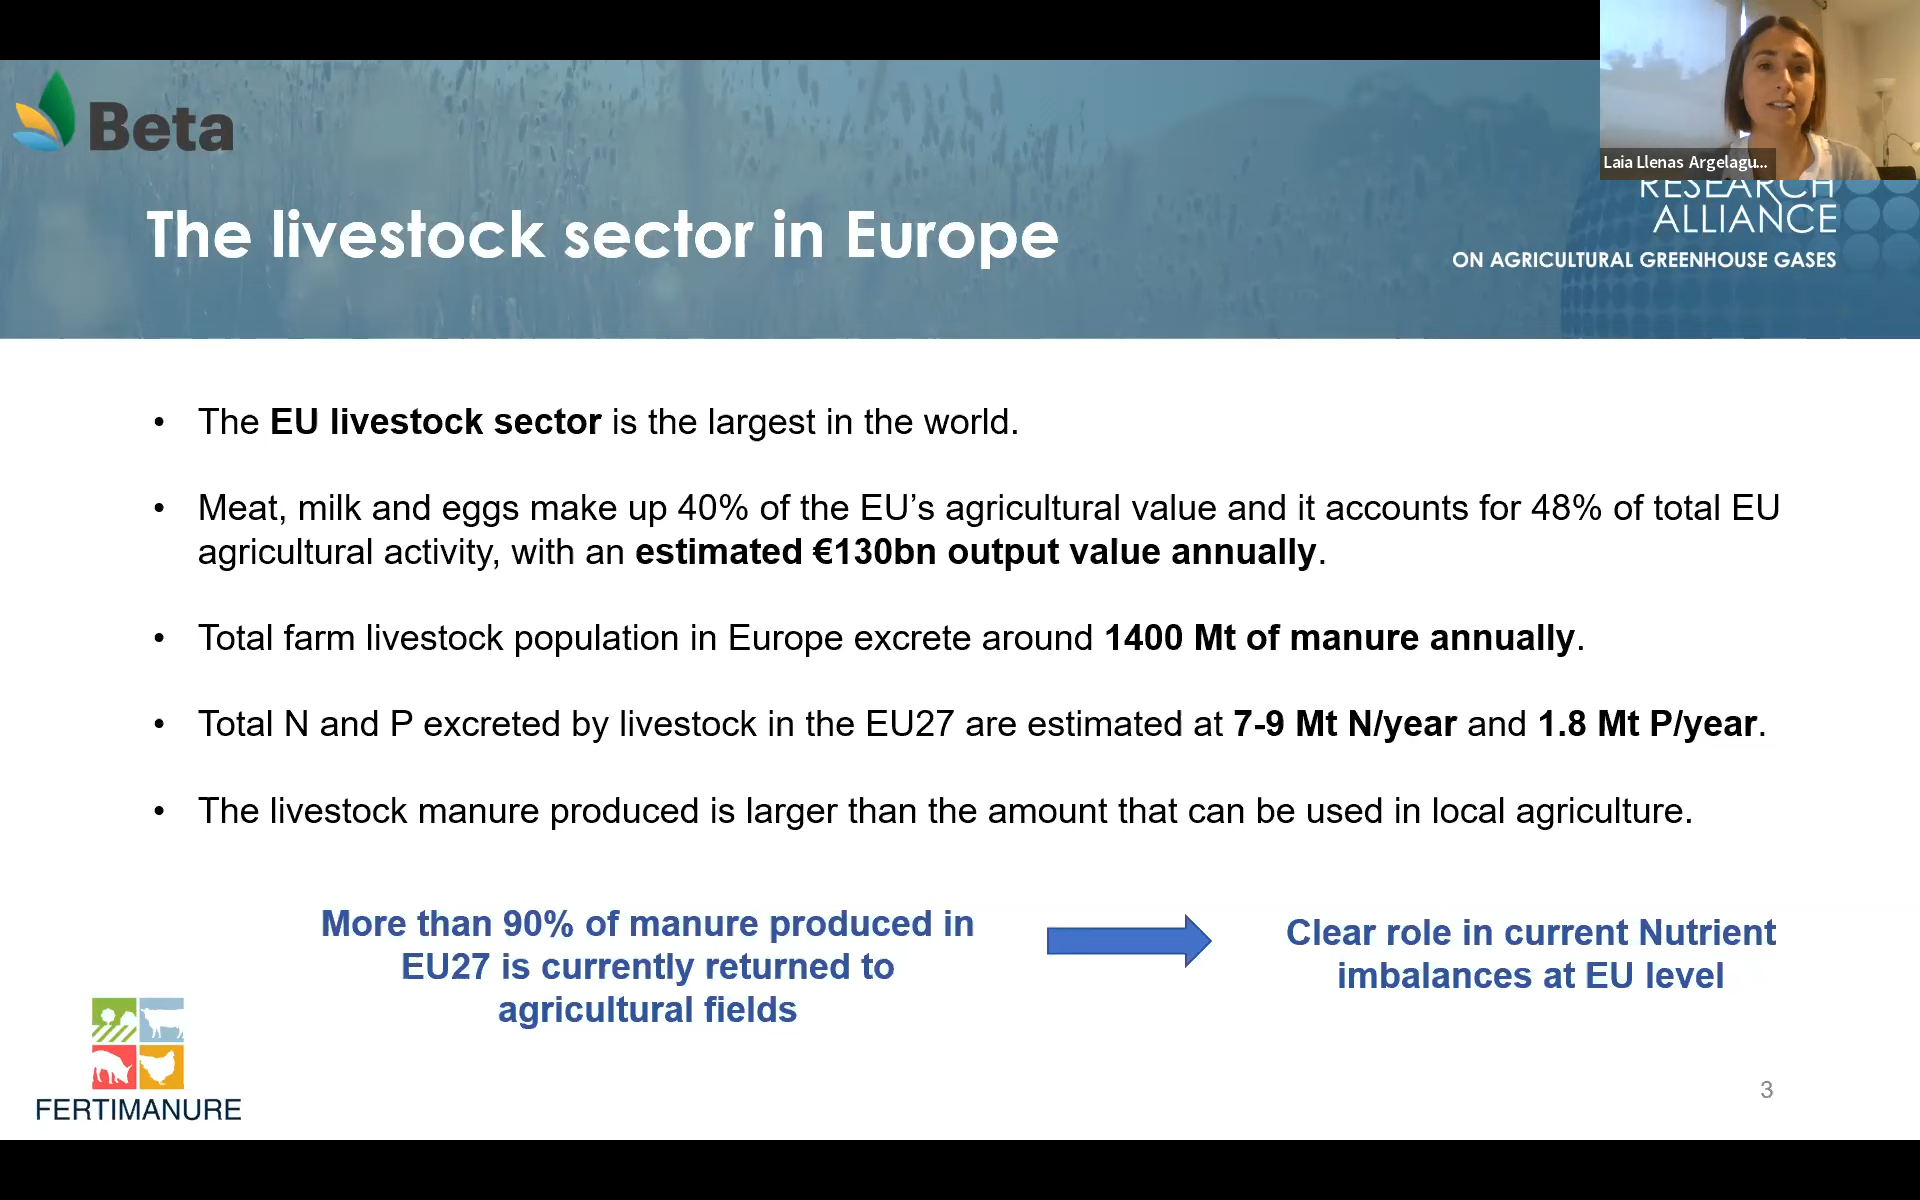 Beta
Laia Llenas Argelagu...
RESEARCH
ALLIANCE
ON AGRICULTURAL GREENHOUSE GASES
The livestock sector in Europe
• The EU livestock sector is the largest in the world.
• Meat, milk and eggs make up 40% of the EU’s agricultural value and it accounts for 48% of total EU
agricultural activity, with an estimated €130bn output value annually.
• Total farm livestock population in Europe excrete around 1400 Mt of manure annually.
• Total N and P excreted by livestock in the EU27 are estimated at 7-9 Mt N/year and 1.8 Mt P/year.
• The livestock manure produced is larger than the amount that can be used in local agriculture.
More than 90% of manure produced in
EU27 is currently returned to
agricultural fields
Clear role in current Nutrient
imbalances at EU level
FERTIMANURE
3